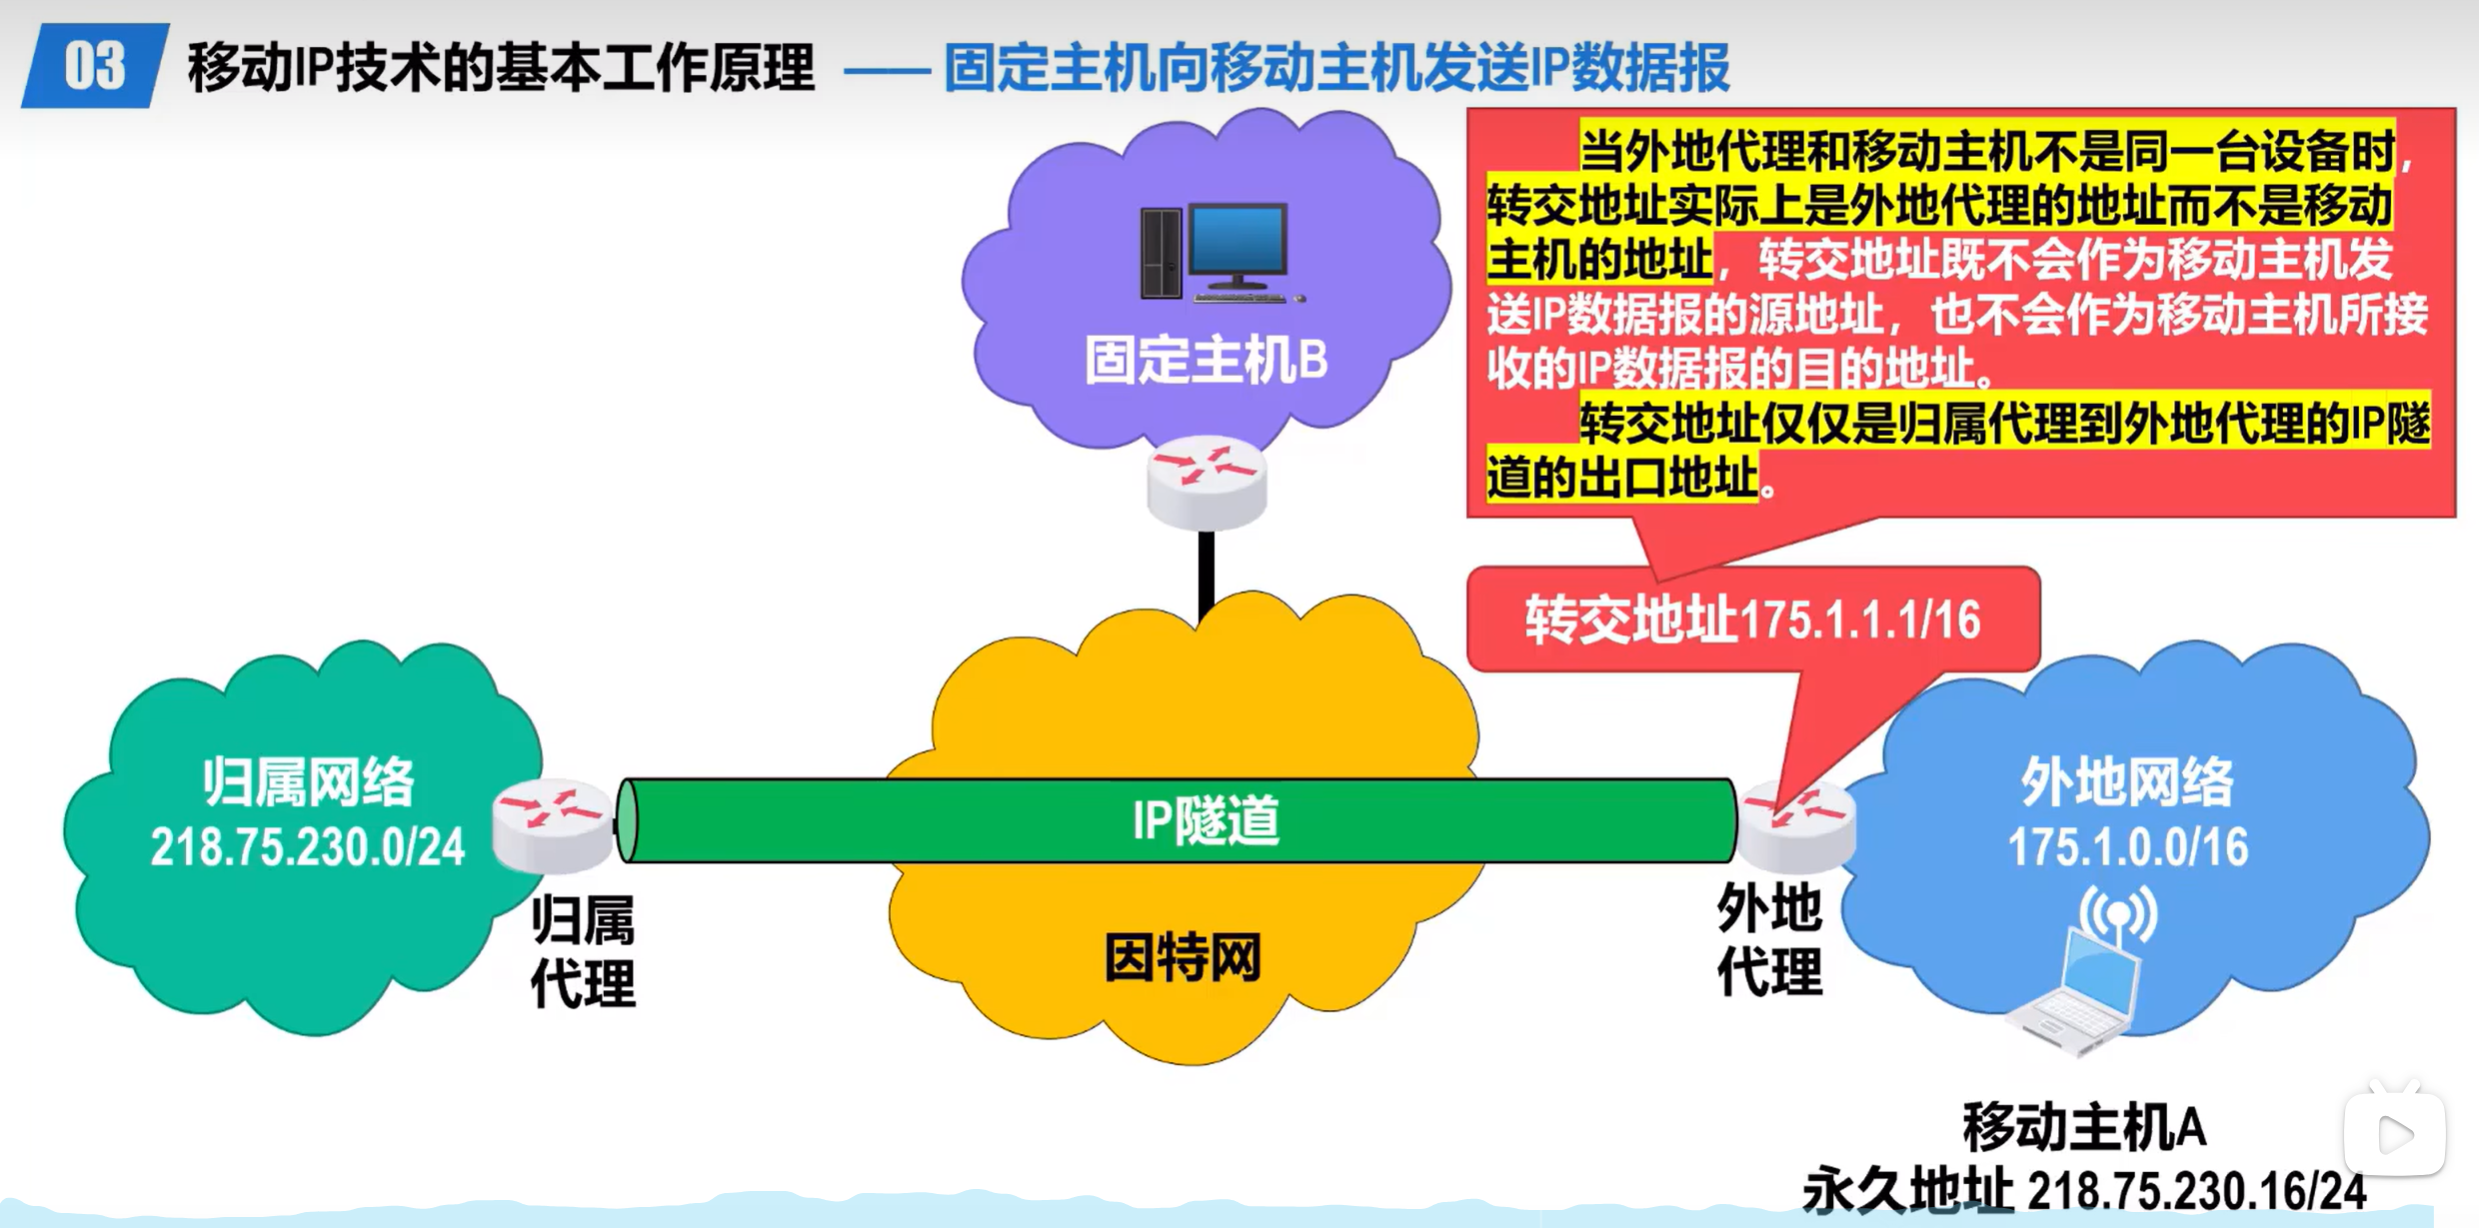 03 移动IP技术的基本工作原理 —— 固定主机向移动主机发送IP数据报
当外地代理和移动主机不是同一台设备时，
转交地址实际上是外地代理的地址而不是移动
主机的地址，转交地址既不会作为移动主机发
送IP数据报的源地址，也不会作为移动主机所接
收的IP数据报的目的地址。
转交地址仅仅是归属代理到外地代理的IP隧
道的出口地址。
固定主机B
转交地址175.1.1.1/16
归属网络
218.75.230.0/24
归属
代理
IP隧道
因特网
外地
代理
外地网络
175.1.0.0/16
移动主机A
永久地址 218.75.230.16/24